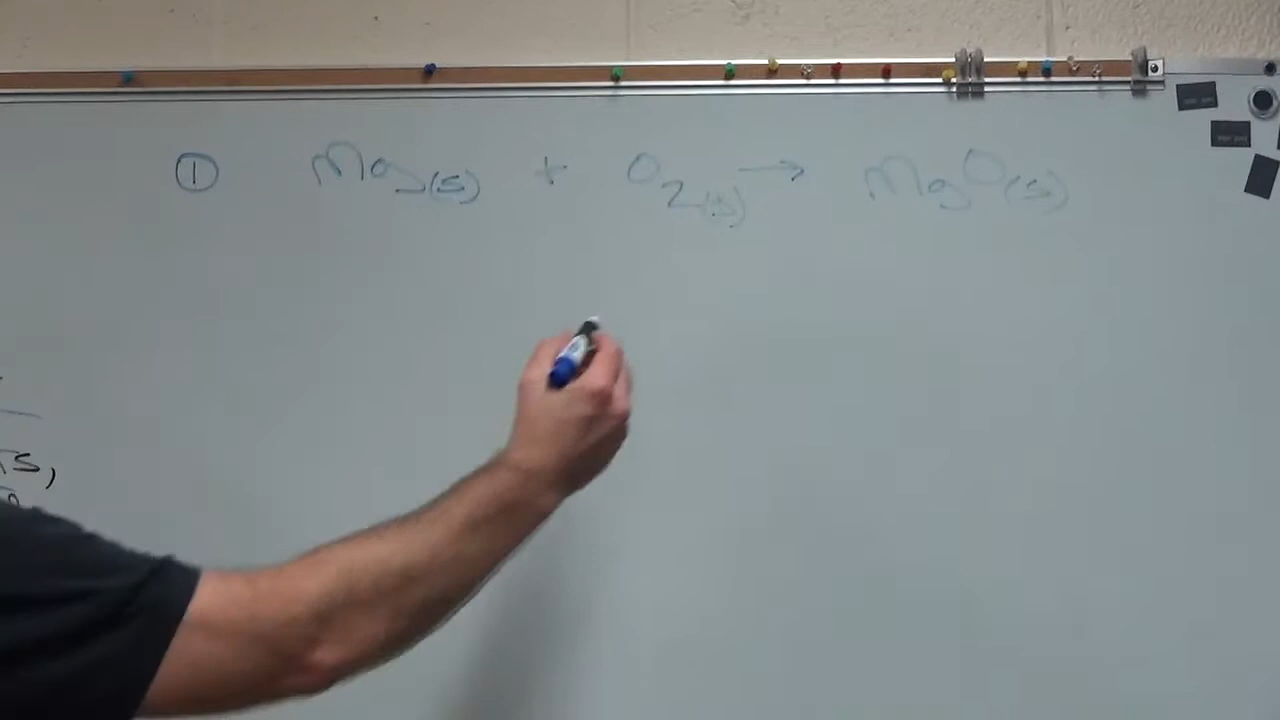 ① Mg(s) + O2(g) → MgO(s)
s,